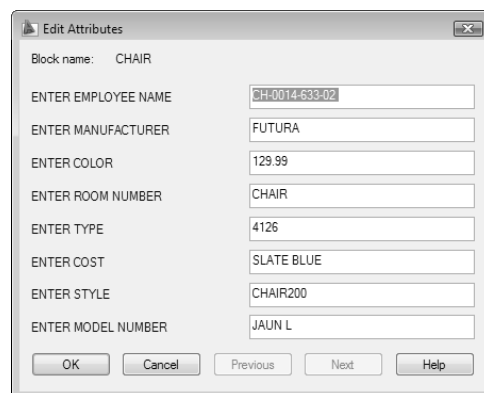 Edit Attributes
Block name: CHAIR
ENTER EMPLOYEE NAME CH-0014-633-02
ENTER MANUFACTURER FUTURA
ENTER COLOR 129.99
ENTER ROOM NUMBER CHAIR
ENTER TYPE 4126
ENTER COST SLATE BLUE
ENTER STYLE CHAIR200
ENTER MODEL NUMBER JAUN L
OK Cancel Previous Next Help